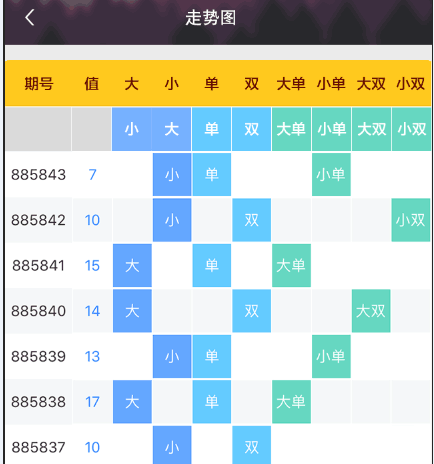 走势图
期号 值 大 小 单 双 大单 小单 大双 小双
小 大 单 双 大单 小单 大双 小双
885843 7 小 单 小单
885842 10 小 双 小双
885841 15 大 单 大单
885840 14 大 双 大双
885839 13 小 单 小单
885838 17 大 单 大单
885837 10 小 双